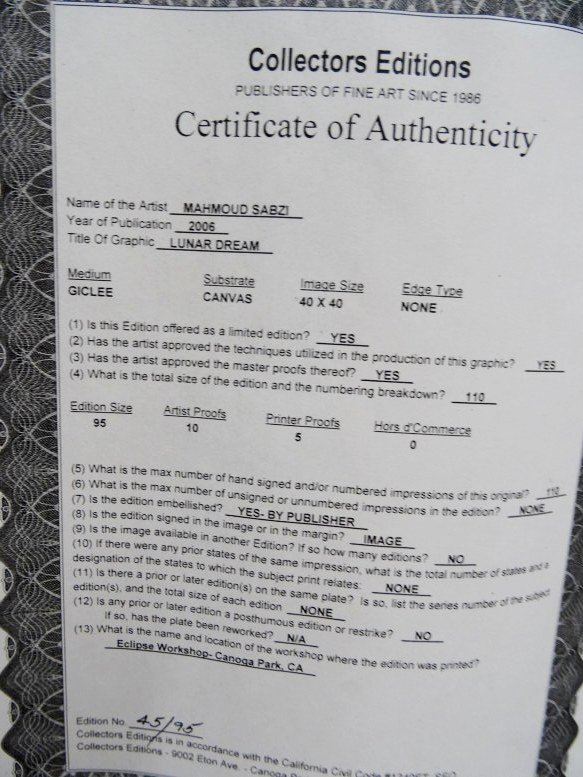 Collectors Editions
PUBLISHERS OF FINE ART SINCE 1986
Certificate of Authenticity
Name of the Artist MAHMOUD SABZI
Year of Publication 2006
Title Of Graphic LUNAR DREAM
Medium Substrate Image Size Edge Type
GICLEE CANVAS 40 X 40 NONE
(1) Is this Edition offered as a limited edition? YES
(2) Has the artist approved the techniques utilized in the production of this graphic? YES
(3) Has the artist approved the master proofs thereof? YES
(4) What is the total size of the edition and the numbering breakdown? 110
Edition Size Artist Proofs Printer Proofs Hors d'Commerce
95 10 5 0
(5) What is the max number of hand signed and/or numbered impressions of this original? 110
(6) What is the max number of unsigned or unnumbered impressions in the edition? NONE
(7) Is the edition embellished? YES- BY PUBLISHER
(8) Is the edition signed in the image or in the margin? IMAGE
(9) Is the image available in another Edition? If so how many editions? NO
(10) If there were any prior states of the same impression, what is the total number of states and a
designation of the states to which the subject print relates: NONE
(11) Is there a prior or later edition(s) on the same plate? Is so, list the series number of the subject
edition(s), and the total size of each edition NONE
(12) Is any prior or later edition a posthumous edition or restrike? NO
If so, has the plate been reworked? N/A
(13) What is the name and location of the workshop where the edition was printed?
Eclipse Workshop- Canoga Park, CA
Edition No. 45/95
Collectors Editions is in accordance with the California Civil Code
Collectors Editions - 9002 Eton Ave. - Canoga